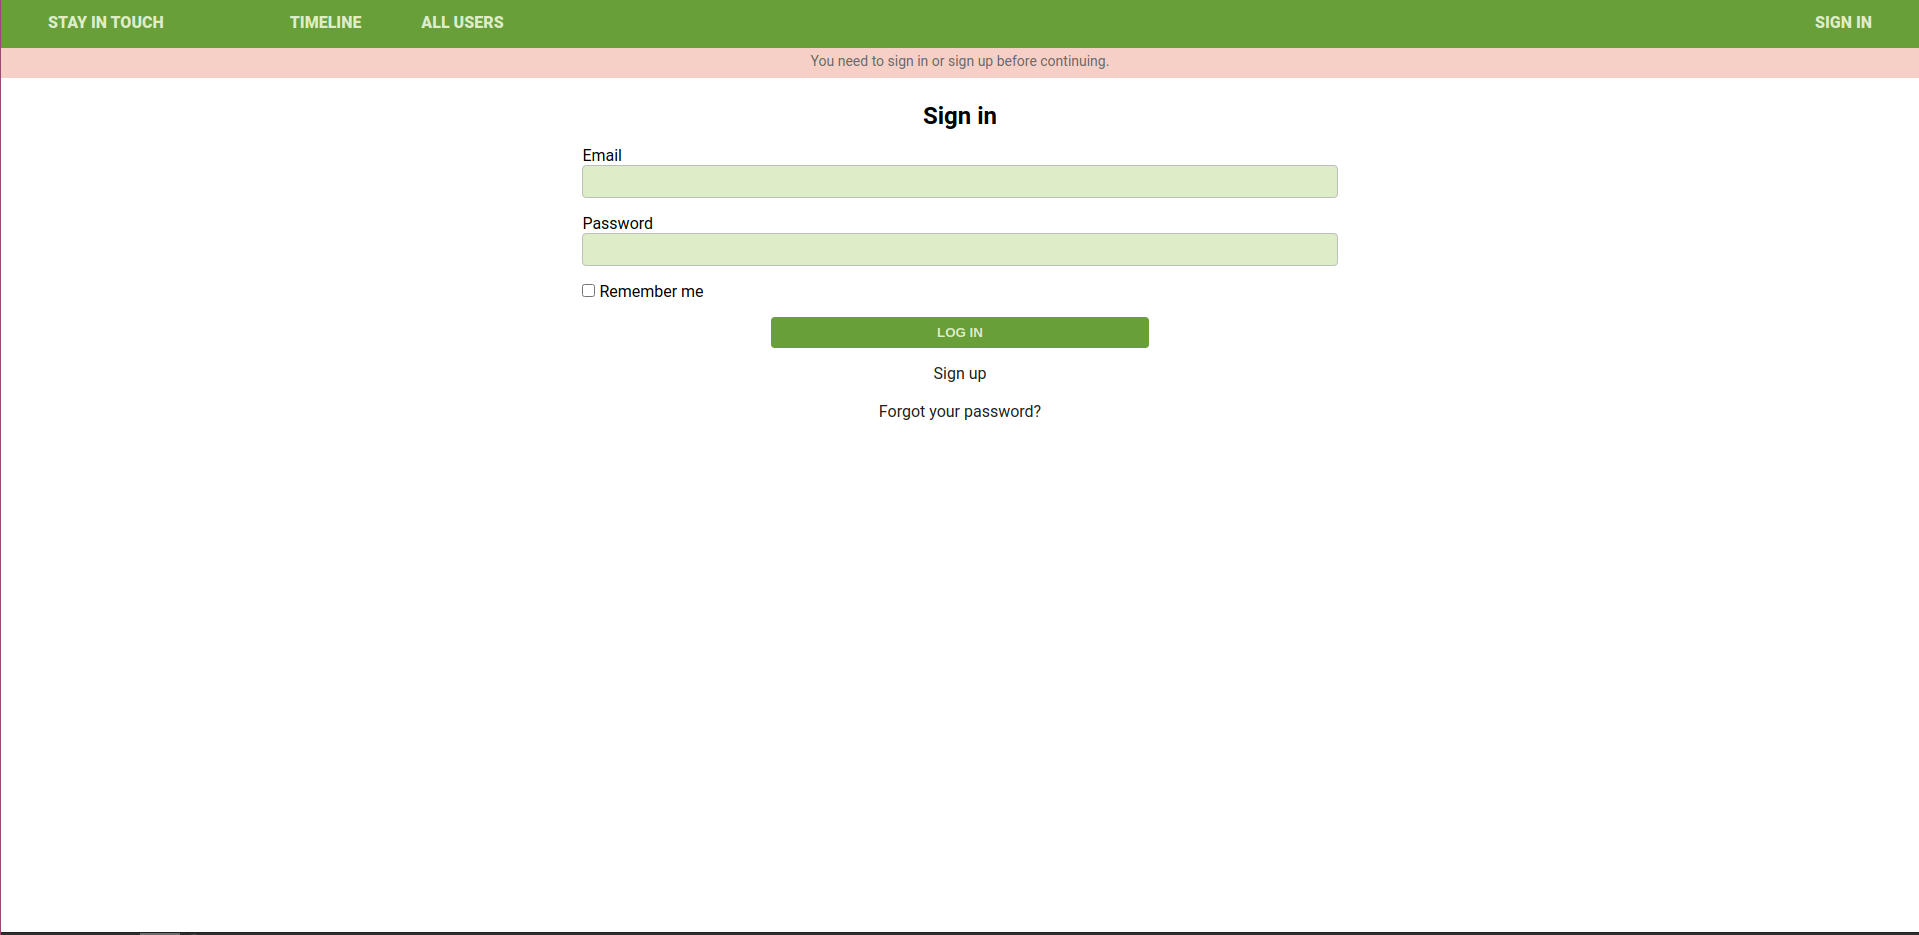 STAY IN TOUCH TIMELINE ALL USERS SIGN IN
You need to sign in or sign up before continuing.
Sign in
Email
Password
Remember me
LOG IN
Sign up
Forgot your password?